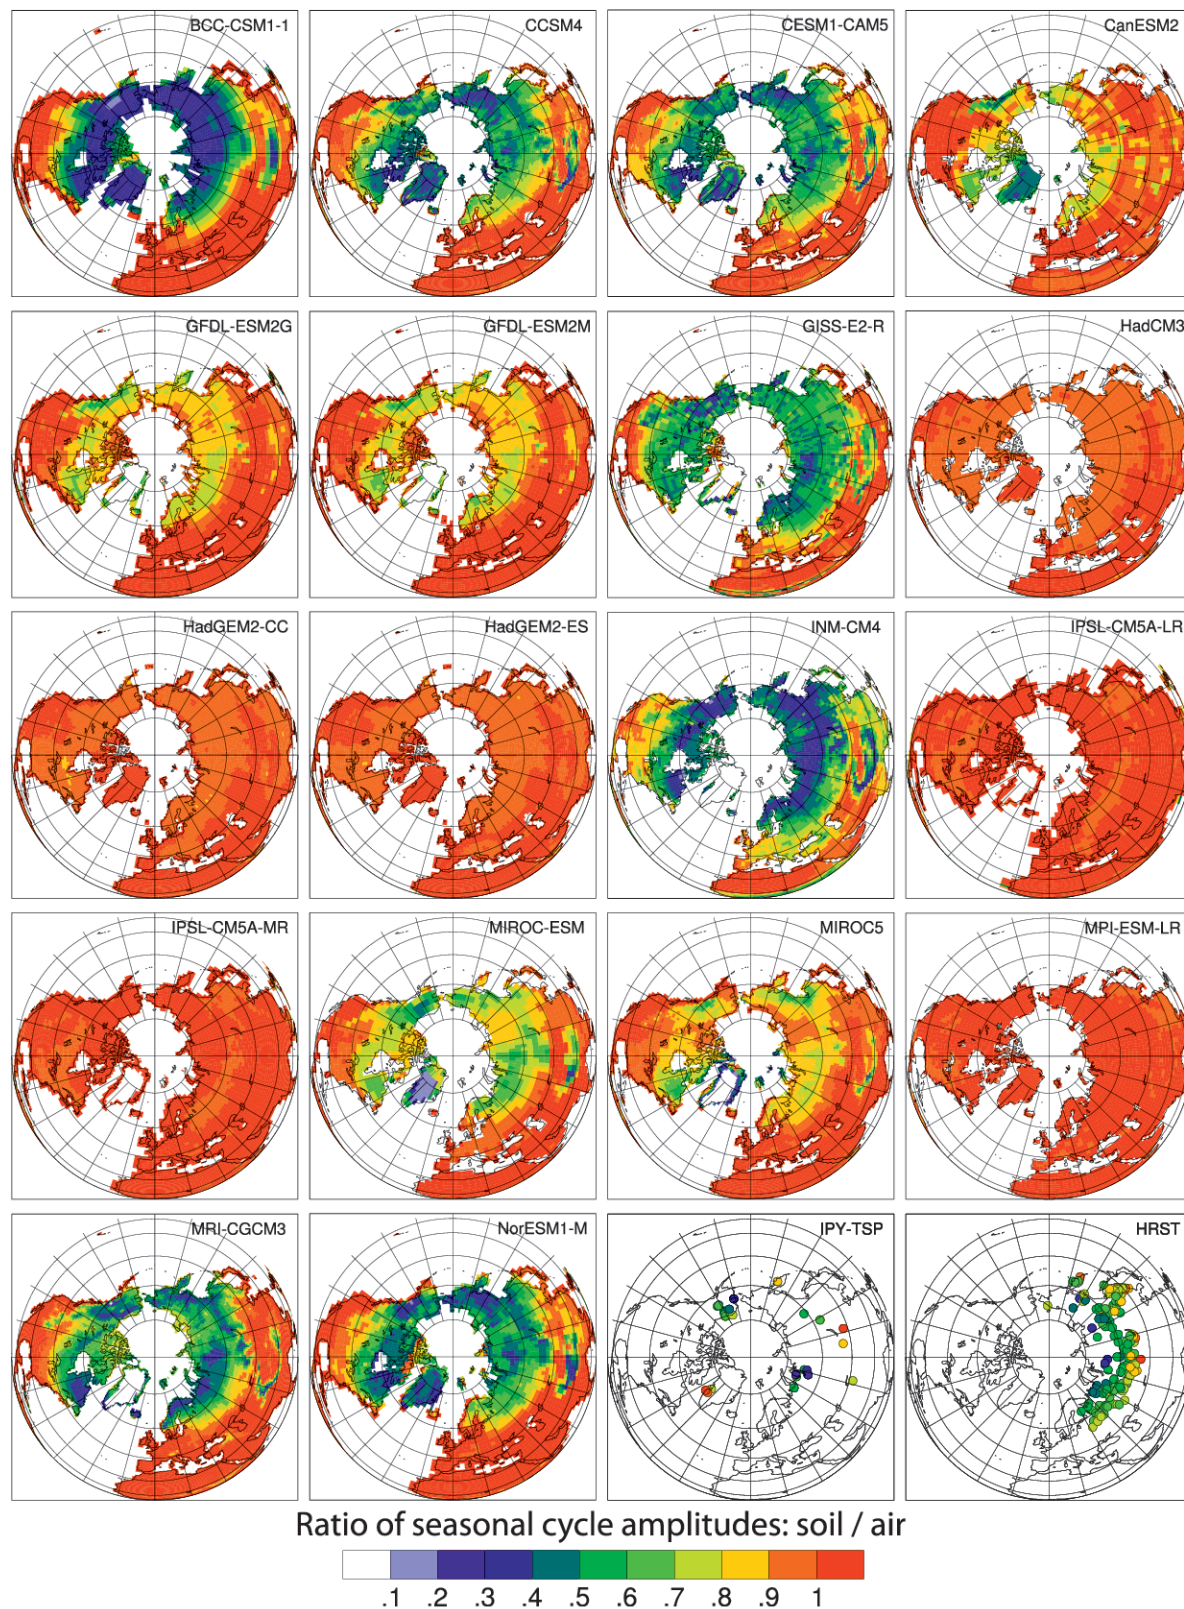 BCC-CSM1-1
CCSM4
CESM1-CAM5
CanESM2
GFDL-ESM2G
GFDL-ESM2M
GISS-E2-R
HadCM3
HadGEM2-CC
HadGEM2-ES
INM-CM4
IPSL-CM5A-LR
IPSL-CM5A-MR
MIROC-ESM
MIROC5
MPI-ESM-LR
MRI-CGCM3
NorESM1-M
IPY-TSP
HRST
Ratio of seasonal cycle amplitudes: soil / air
.1 .2 .3 .4 .5 .6 .7 .8 .9 1